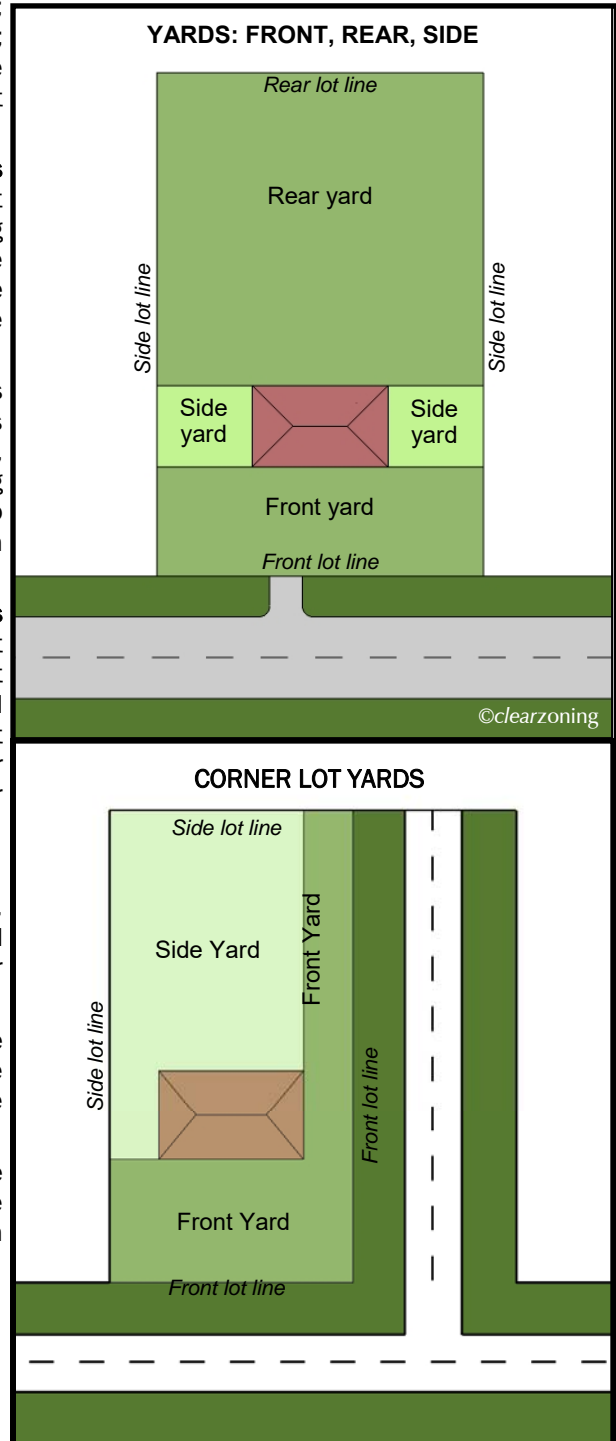 YARDS: FRONT, REAR, SIDE
Rear lot line
Rear yard
Side lot line
Side lot line
Side
yard
Side
yard
Front yard
Front lot line
©clearzoning
CORNER LOT YARDS
Side lot line
Front Yard
Side Yard
Side lot line
Front lot line
Front Yard
Front lot line